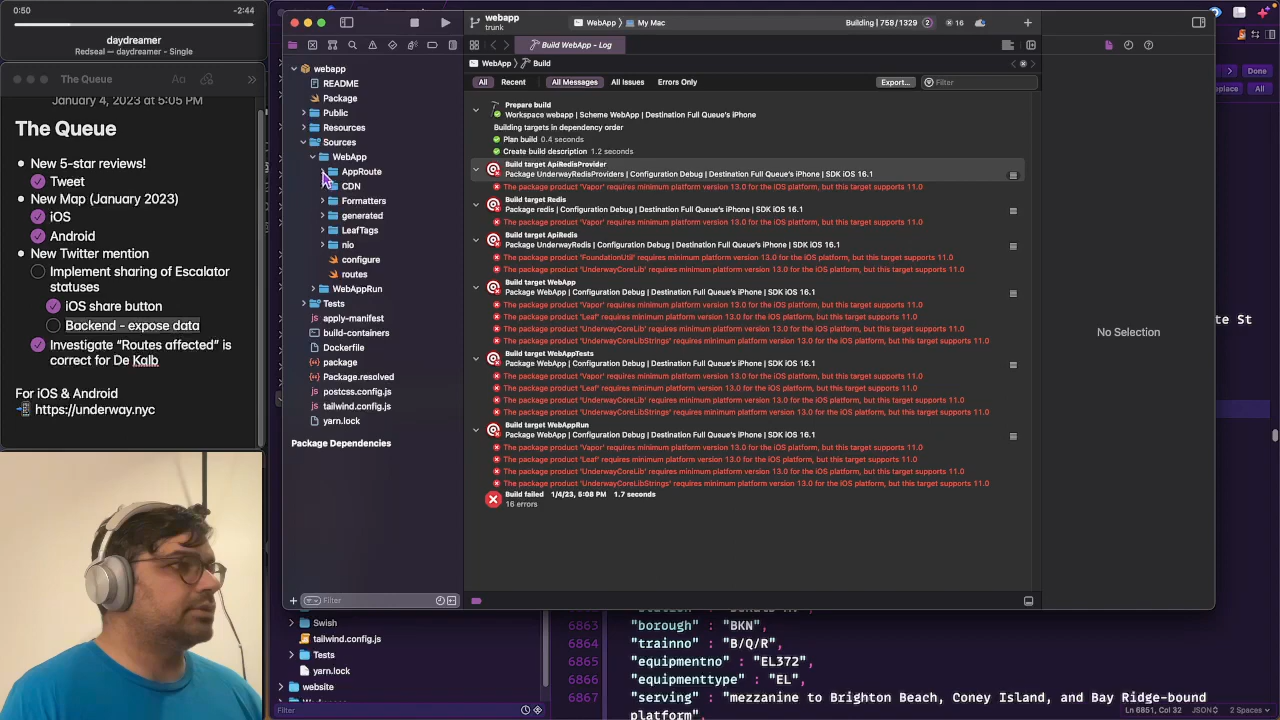 0:50
-2:44
daydreamer
Redseal — daydreamer - Single
The Queue
Aa
January 4, 2023 at 5:05 PM
The Queue
New 5-star reviews!
Tweet
New Map (January 2023)
iOS
Android
New Twitter mention
Implement sharing of Escalator
statuses
iOS share button
Backend - expose data
Investigate “Routes affected” is
correct for De Kalb
For iOS & Android
📲 https://underway.nyc
webapp
trunk
WebApp
My Mac
Building | 758/1329
2
16
Build WebApp - Log
WebApp
Build
All
Recent
All Messages
All Issues
Errors Only
Export...
Filter
webapp
README
Package
Public
Resources
Sources
WebApp
AppRoute
CDN
Formatters
generated
LeafTags
nio
configure
routes
WebAppRun
Tests
apply-manifest
build-containers
Dockerfile
package
Package.resolved
postcss.config.js
tailwind.config.js
yarn.lock
Package Dependencies
Filter
Prepare build
Workspace webapp | Scheme WebApp | Destination Full Queue’s iPhone
Building targets in dependency order
Plan build 0.4 seconds
Create build description 1.2 seconds
Build target ApiRedisProvider
Package UnderwayRedisProviders | Configuration Debug | Destination Full Queue’s iPhone | SDK iOS 16.1
The package product 'Vapor' requires minimum platform version 13.0 for the iOS platform, but this target supports 11.0
Build target Redis
Package redis | Configuration Debug | Destination Full Queue’s iPhone | SDK iOS 16.1
The package product 'Vapor' requires minimum platform version 13.0 for the iOS platform, but this target supports 11.0
Build target ApiRedis
Package UnderwayRedis | Configuration Debug | Destination Full Queue’s iPhone | SDK iOS 16.1
The package product 'FoundationUtil' requires minimum platform version 13.0 for the iOS platform, but this target supports 11.0
The package product 'UnderwayCoreLib' requires minimum platform version 13.0 for the iOS platform, but this target supports 11.0
Build target WebApp
Package WebApp | Configuration Debug | Destination Full Queue’s iPhone | SDK iOS 16.1
The package product 'Vapor' requires minimum platform version 13.0 for the iOS platform, but this target supports 11.0
The package product 'Leaf' requires minimum platform version 13.0 for the iOS platform, but this target supports 11.0
The package product 'UnderwayCoreLib' requires minimum platform version 13.0 for the iOS platform, but this target supports 11.0
The package product 'UnderwayCoreLibStrings' requires minimum platform version 13.0 for the iOS platform, but this target supports 11.0
Build target WebAppTests
Package WebApp | Configuration Debug | Destination Full Queue’s iPhone | SDK iOS 16.1
The package product 'Vapor' requires minimum platform version 13.0 for the iOS platform, but this target supports 11.0
The package product 'Leaf' requires minimum platform version 13.0 for the iOS platform, but this target supports 11.0
The package product 'UnderwayCoreLibStrings' requires minimum platform version 13.0 for the iOS platform, but this target supports 11.0
Build target WebAppRun
Package WebApp | Configuration Debug | Destination Full Queue’s iPhone | SDK iOS 16.1
The package product 'Vapor' requires minimum platform version 13.0 for the iOS platform, but this target supports 11.0
The package product 'Leaf' requires minimum platform version 13.0 for the iOS platform, but this target supports 11.0
The package product 'UnderwayCoreLib' requires minimum platform version 13.0 for the iOS platform, but this target supports 11.0
The package product 'UnderwayCoreLibStrings' requires minimum platform version 13.0 for the iOS platform, but this target supports 11.0
Build failed 1/4/23, 5:08 PM 1.7 seconds
16 errors
No Selection
Done
All
te St
Swish
tailwind.config.js
Tests
yarn.lock
website
Filter
6863 "borough" : "BKN",
6864 "trainno" : "B/Q/R",
6865 "equipmentno" : "EL372",
6866 "equipmenttype" : "EL",
6867 "serving" : "mezzanine to Brighton Beach, Coney Island, and Bay Ridge-bound
platform",
Ln 6851, Col 32
JSON
2 Spaces